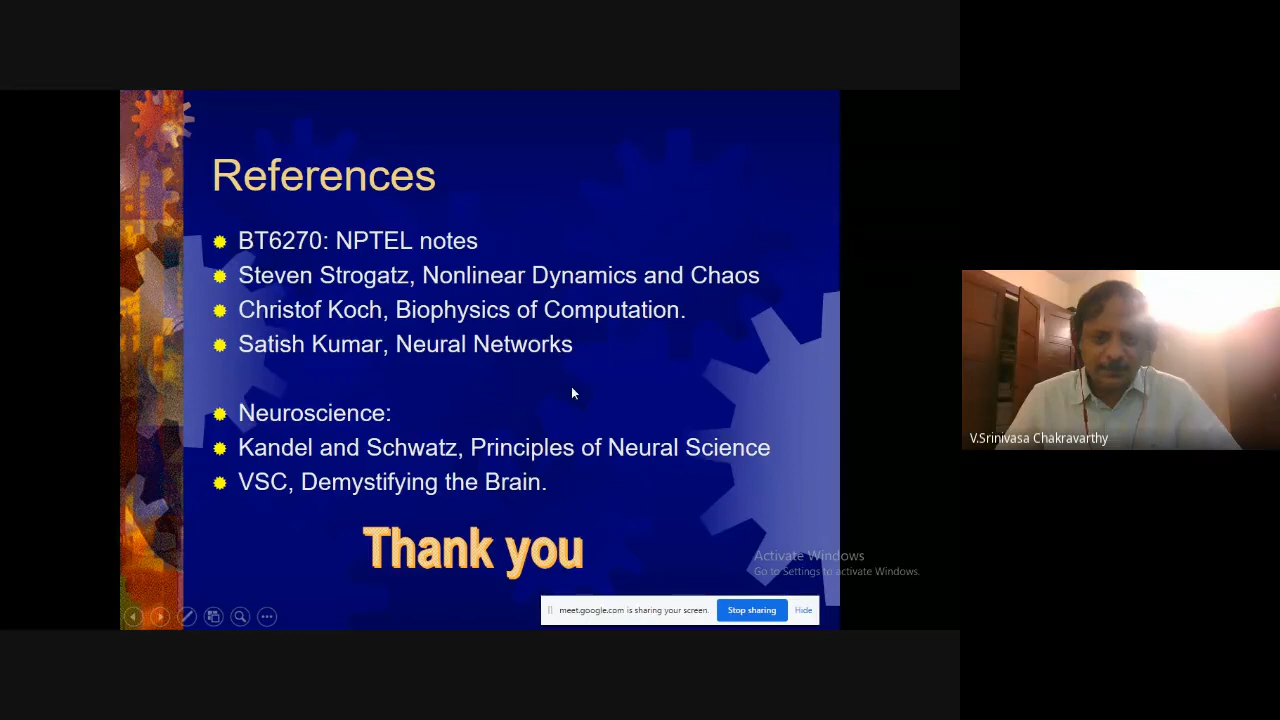 References
BT6270: NPTEL notes
Steven Strogatz, Nonlinear Dynamics and Chaos
Christof Koch, Biophysics of Computation.
Satish Kumar, Neural Networks
Neuroscience:
Kandel and Schwatz, Principles of Neural Science
VSC, Demystifying the Brain.
Thank you
Activate Windows
Go to Settings to activate Windows.
meet.google.com is sharing your screen.
Stop sharing
Hide
V.Srinivasa Chakravarthy